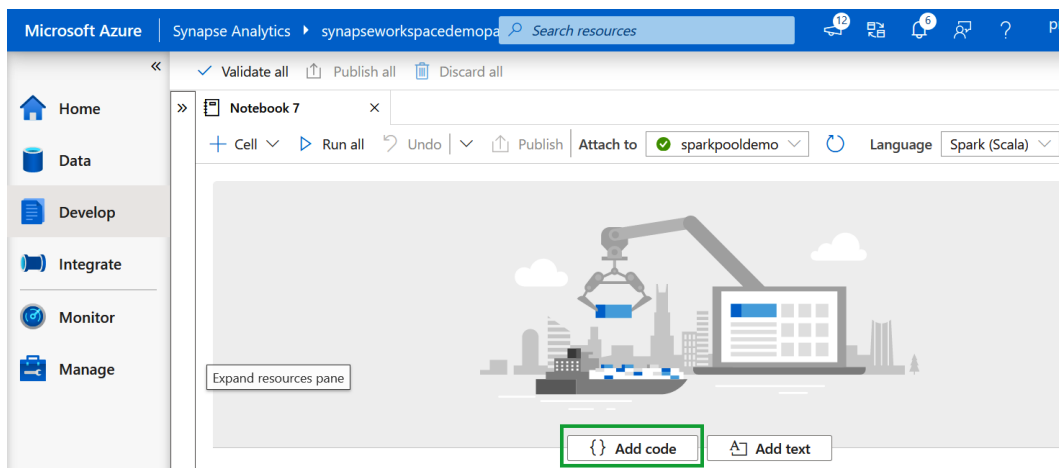 Microsoft Azure
Synapse Analytics
synapseworkspacedemopa
Search resources
12
6
?
Validate all
Publish all
Discard all
Home
Data
Develop
Integrate
Monitor
Manage
Notebook 7
Cell
Run all
Undo
Publish
Attach to
sparkpooldemo
Language
Spark (Scala)
Expand resources pane
{} Add code
Add text